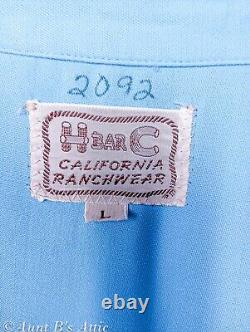 2092
H BAR C
CALIFORNIA
RANCHWEAR
L
© Aunt B's Attic